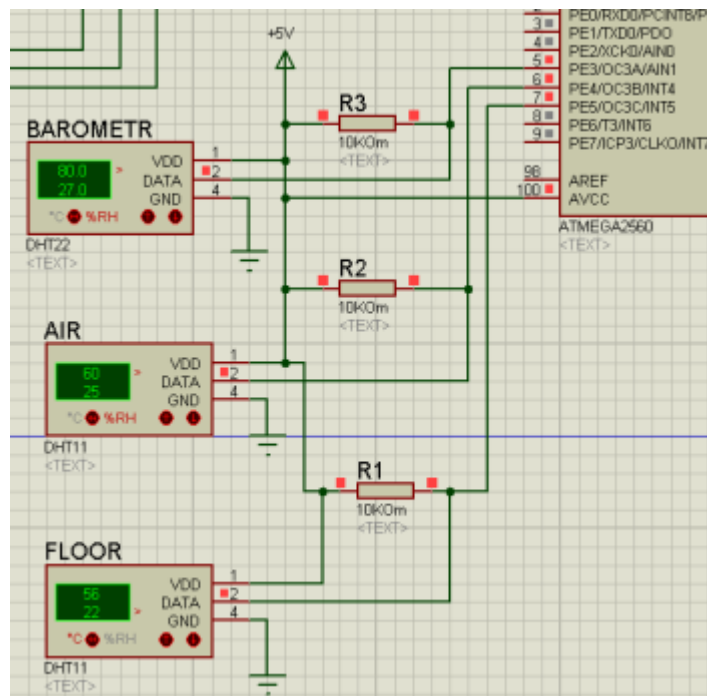 PE0/RXD0/PCINT8/P
3 PE1/TXD0/PDO
4 PE2/XCK0/AIN0
5 PE3/OC3A/AIN1
6 PE4/OC3B/INT4
7 PE5/OC3C/INT5
8 PE6/T3/INT6
9 PE7/ICP3/CLKO/INT7
98 AREF
100 AVCC
ATMEGA2560
<TEXT>
+5V
R3
10KOm
<TEXT>
BAROMETR
80.0
27.0
>
°C %RH
VDD 1
DATA 2
GND 4
DHT22
<TEXT>
R2
10KOm
<TEXT>
AIR
60
25
>
°C %RH
VDD 1
DATA 2
GND 4
DHT11
<TEXT>
R1
10KOm
<TEXT>
FLOOR
56
22
>
°C %RH
VDD 1
DATA 2
GND 4
DHT11
<TEXT>